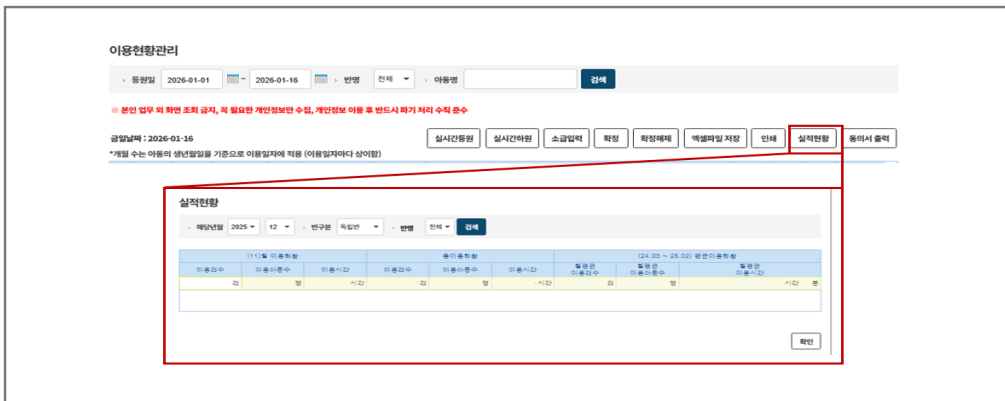 이용현황관리
› 등원일 2026-01-01 ~ 2026-01-16 › 반명 전체 › 아동명 검색
※ 본인 업무 외 화면 조회 금지, 꼭 필요한 개인정보만 수집, 개인정보 이용 후 반드시 파기 처리 수칙 준수
금일날짜 : 2026-01-16 실시간등원 실시간하원 소급입력 확정 확정해제 엑셀파일 저장 인쇄 실적현황 동의서 출력
*개월 수는 아동의 생년월일을 기준으로 이용일자에 적용 (이용일자마다 상이함)
실적현황
› 해당년월 2025 12 › 반구분 독립반 › 반명 전체 검색
(11)월 이용현황 총이용현황 (24.03 ~ 25.02) 평균이용현황
이용건수 이용아동수 이용시간 이용건수 이용아동수 이용시간 월평균 이용건수 월평균 이용아동수 월평균 이용시간
건 명 시간 건 명 시간 건 명 시간 분
확인